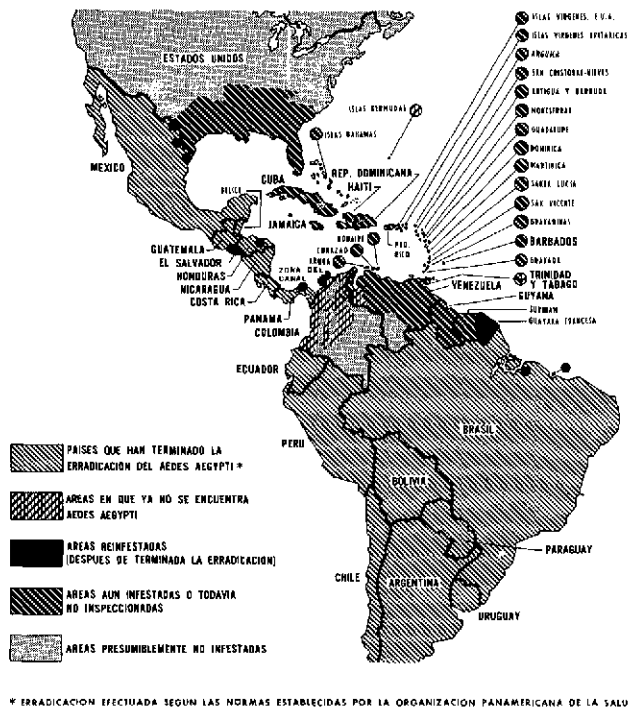 ISLAS VIRGENES, E.U.A.
ISLAS VIRGENES BRITANICAS
ANGUILA
SAN CRISTOBAL-NIEVES
ANTIGUA Y BERMUDA
MONTSERRAT
GUADALUPE
DOMINICA
MARTINICA
SANTA LUCIA
SAN VICENTE
GRANADINAS
BARBADOS
GRANADA
TRINIDAD
Y TABAGO
ESTADOS UNIDOS
ISLAS BERMUDAS
ISLAS BAHAMAS
MEXICO
CUBA
REP. DOMINICANA
HAITI
BELICE
JAMAICA
BONAIRE
CURAZAO
ARUBA
PTO.
RICO
GUATEMALA
EL SALVADOR
HONDURAS
NICARAGUA
COSTA RICA
ZONA DEL
CANAL
PANAMA
COLOMBIA
VENEZUELA
GUYANA
SURINAM
GUAYANA FRANCESA
ECUADOR
PERU
BRASIL
BOLIVIA
PARAGUAY
CHILE
ARGENTINA
URUGUAY
PAISES QUE HAN TERMINADO LA
ERRADICACION DEL AEDES AEGYPTI *
AREAS EN QUE YA NO SE ENCUENTRA
AEDES AEGYPTI
AREAS REINFESTADAS
(DESPUES DE TERMINADA LA ERRADICACION)
AREAS AUN INFESTADAS O TODAVIA
NO INSPECCIONADAS
AREAS PRESUMIBLEMENTE NO INFESTADAS
* ERRADICACION EFECTUADA SEGUN LAS NORMAS ESTABLECIDAS POR LA ORGANIZACION PANAMERICANA DE LA SALU